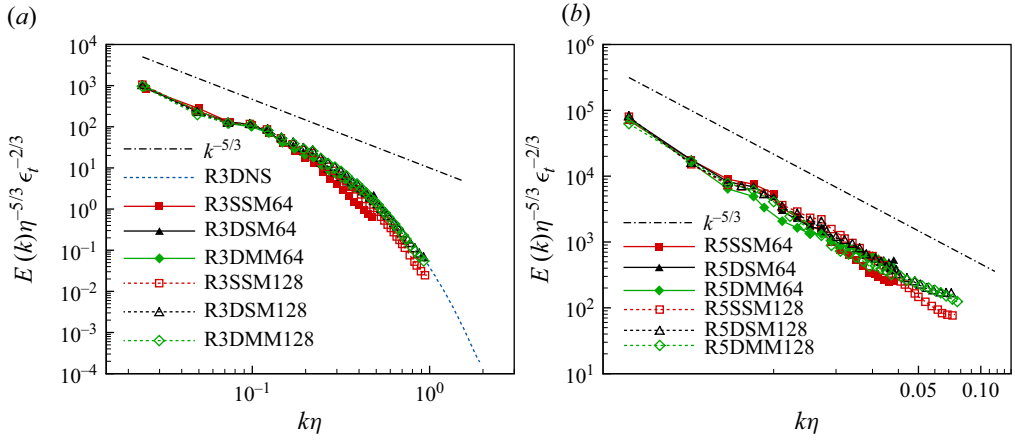 (a)
10^4
10^3
10^2
10^1
10^0
10^−1
10^−2
10^−3
10^−4
E (k)η^−5/3 ϵ_t^−2/3
k^−5/3
R3DNS
R3SSM64
R3DSM64
R3DMM64
R3SSM128
R3DSM128
R3DMM128
10^−1
10^0
kη
(b)
10^6
10^5
10^4
10^3
10^2
10^1
E (k)η^−5/3 ϵ_t^−2/3
k^−5/3
R5SSM64
R5DSM64
R5DMM64
R5SSM128
R5DSM128
R5DMM128
0.05 0.10
kη